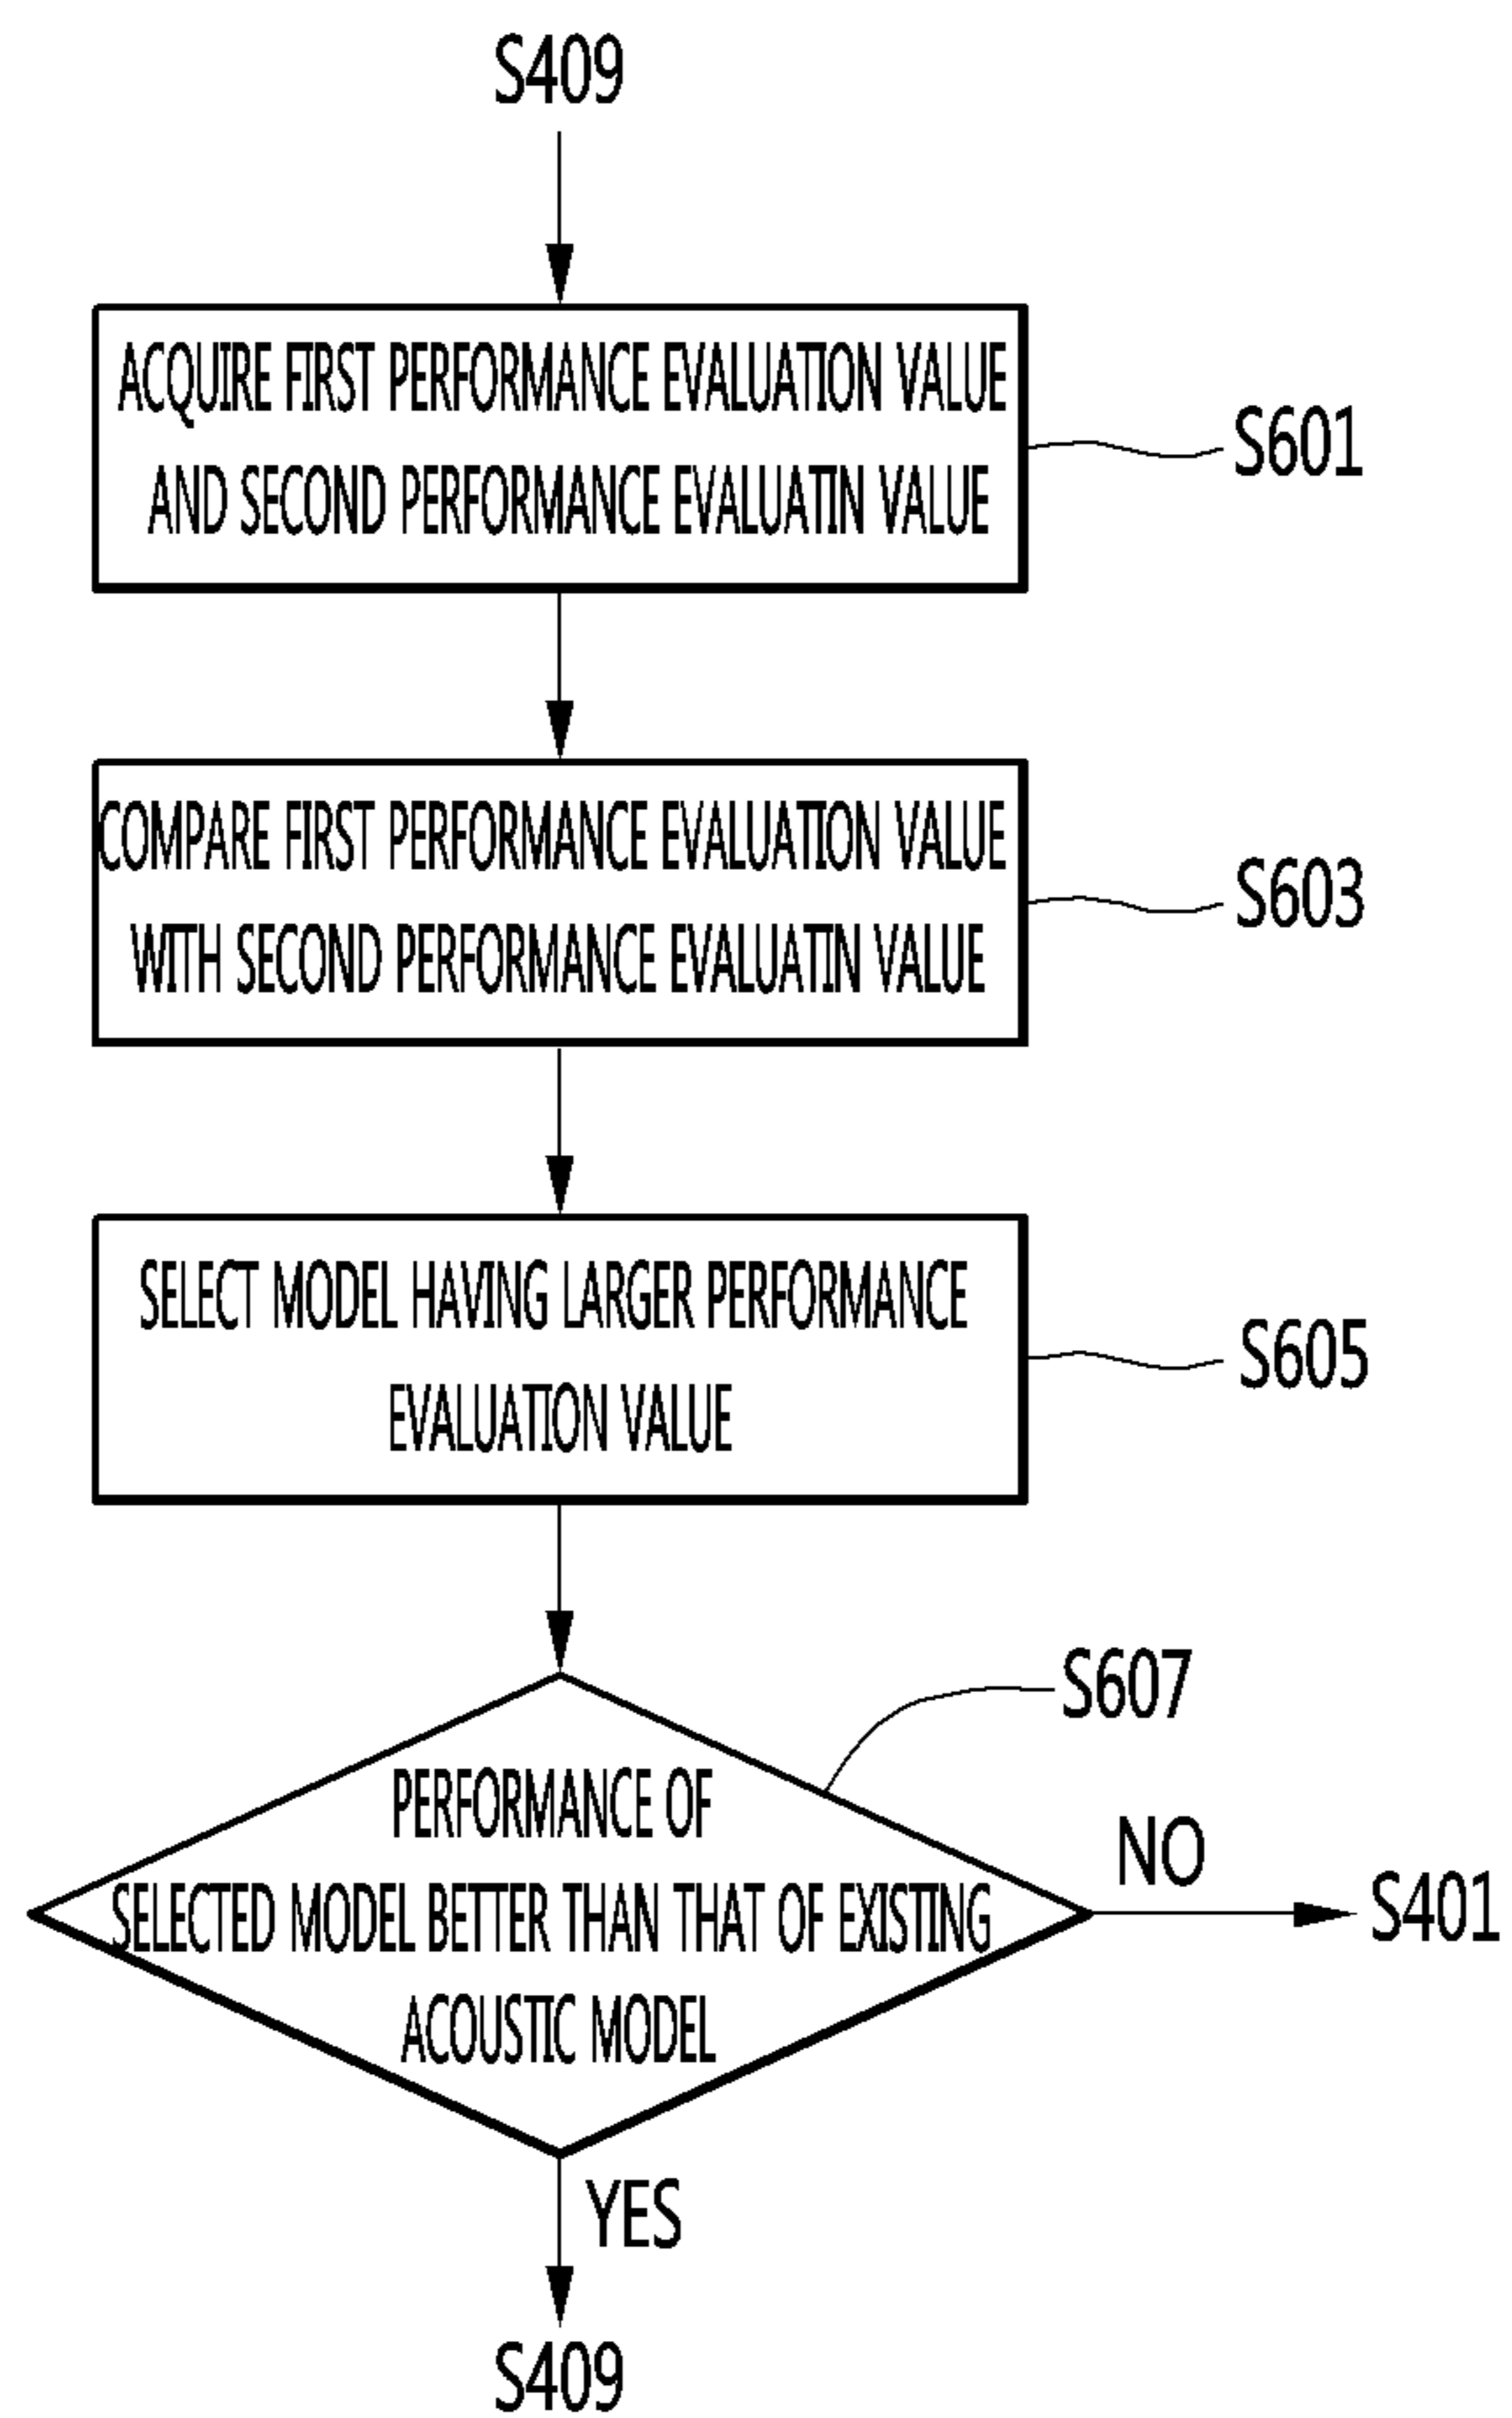 S409
ACQUIRE FIRST PERFORMANCE EVALUATION VALUE
AND SECOND PERFORMANCE EVALUATIN VALUE
S601
COMPARE FIRST PERFORMANCE EVALUATION VALUE
WITH SECOND PERFORMANCE EVALUATIN VALUE
S603
SELECT MODEL HAVING LARGER PERFORMANCE
EVALUATION VALUE
S605
S607
PERFORMANCE OF
SELECTED MODEL BETTER THAN THAT OF EXISTING
ACOUSTIC MODEL
NO
S401
YES
S409